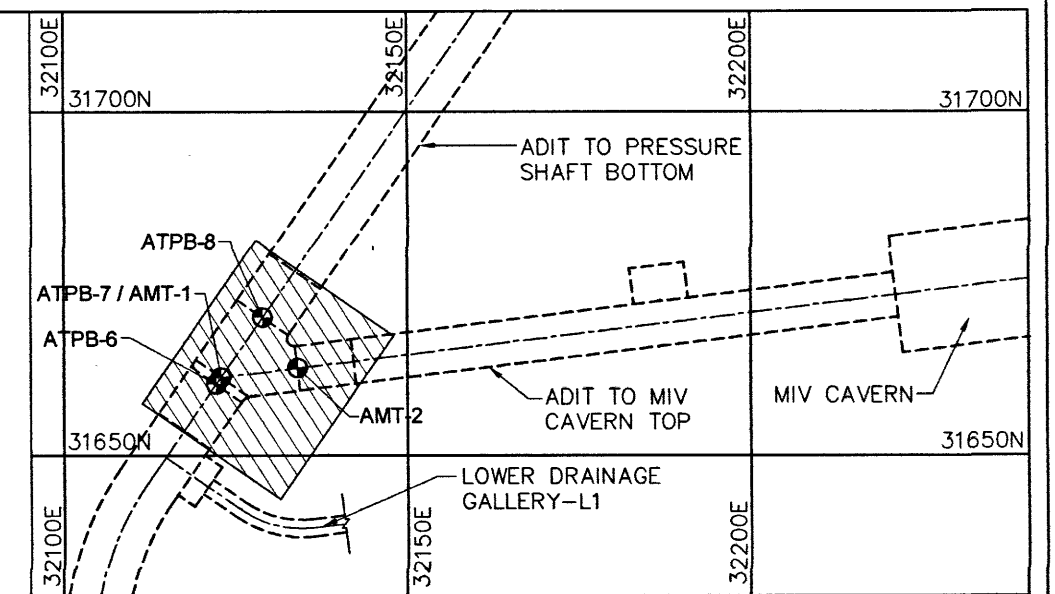 32100E
32150E
32200E
31700N
31700N
ADIT TO PRESSURE
SHAFT BOTTOM
ATPB-8
ATPB-7 / AMT-1
ATPB-6
AMT-2
ADIT TO MIV
CAVERN TOP
MIV CAVERN
31650N
31650N
LOWER DRAINAGE
GALLERY-L1
32100E
32150E
32200E